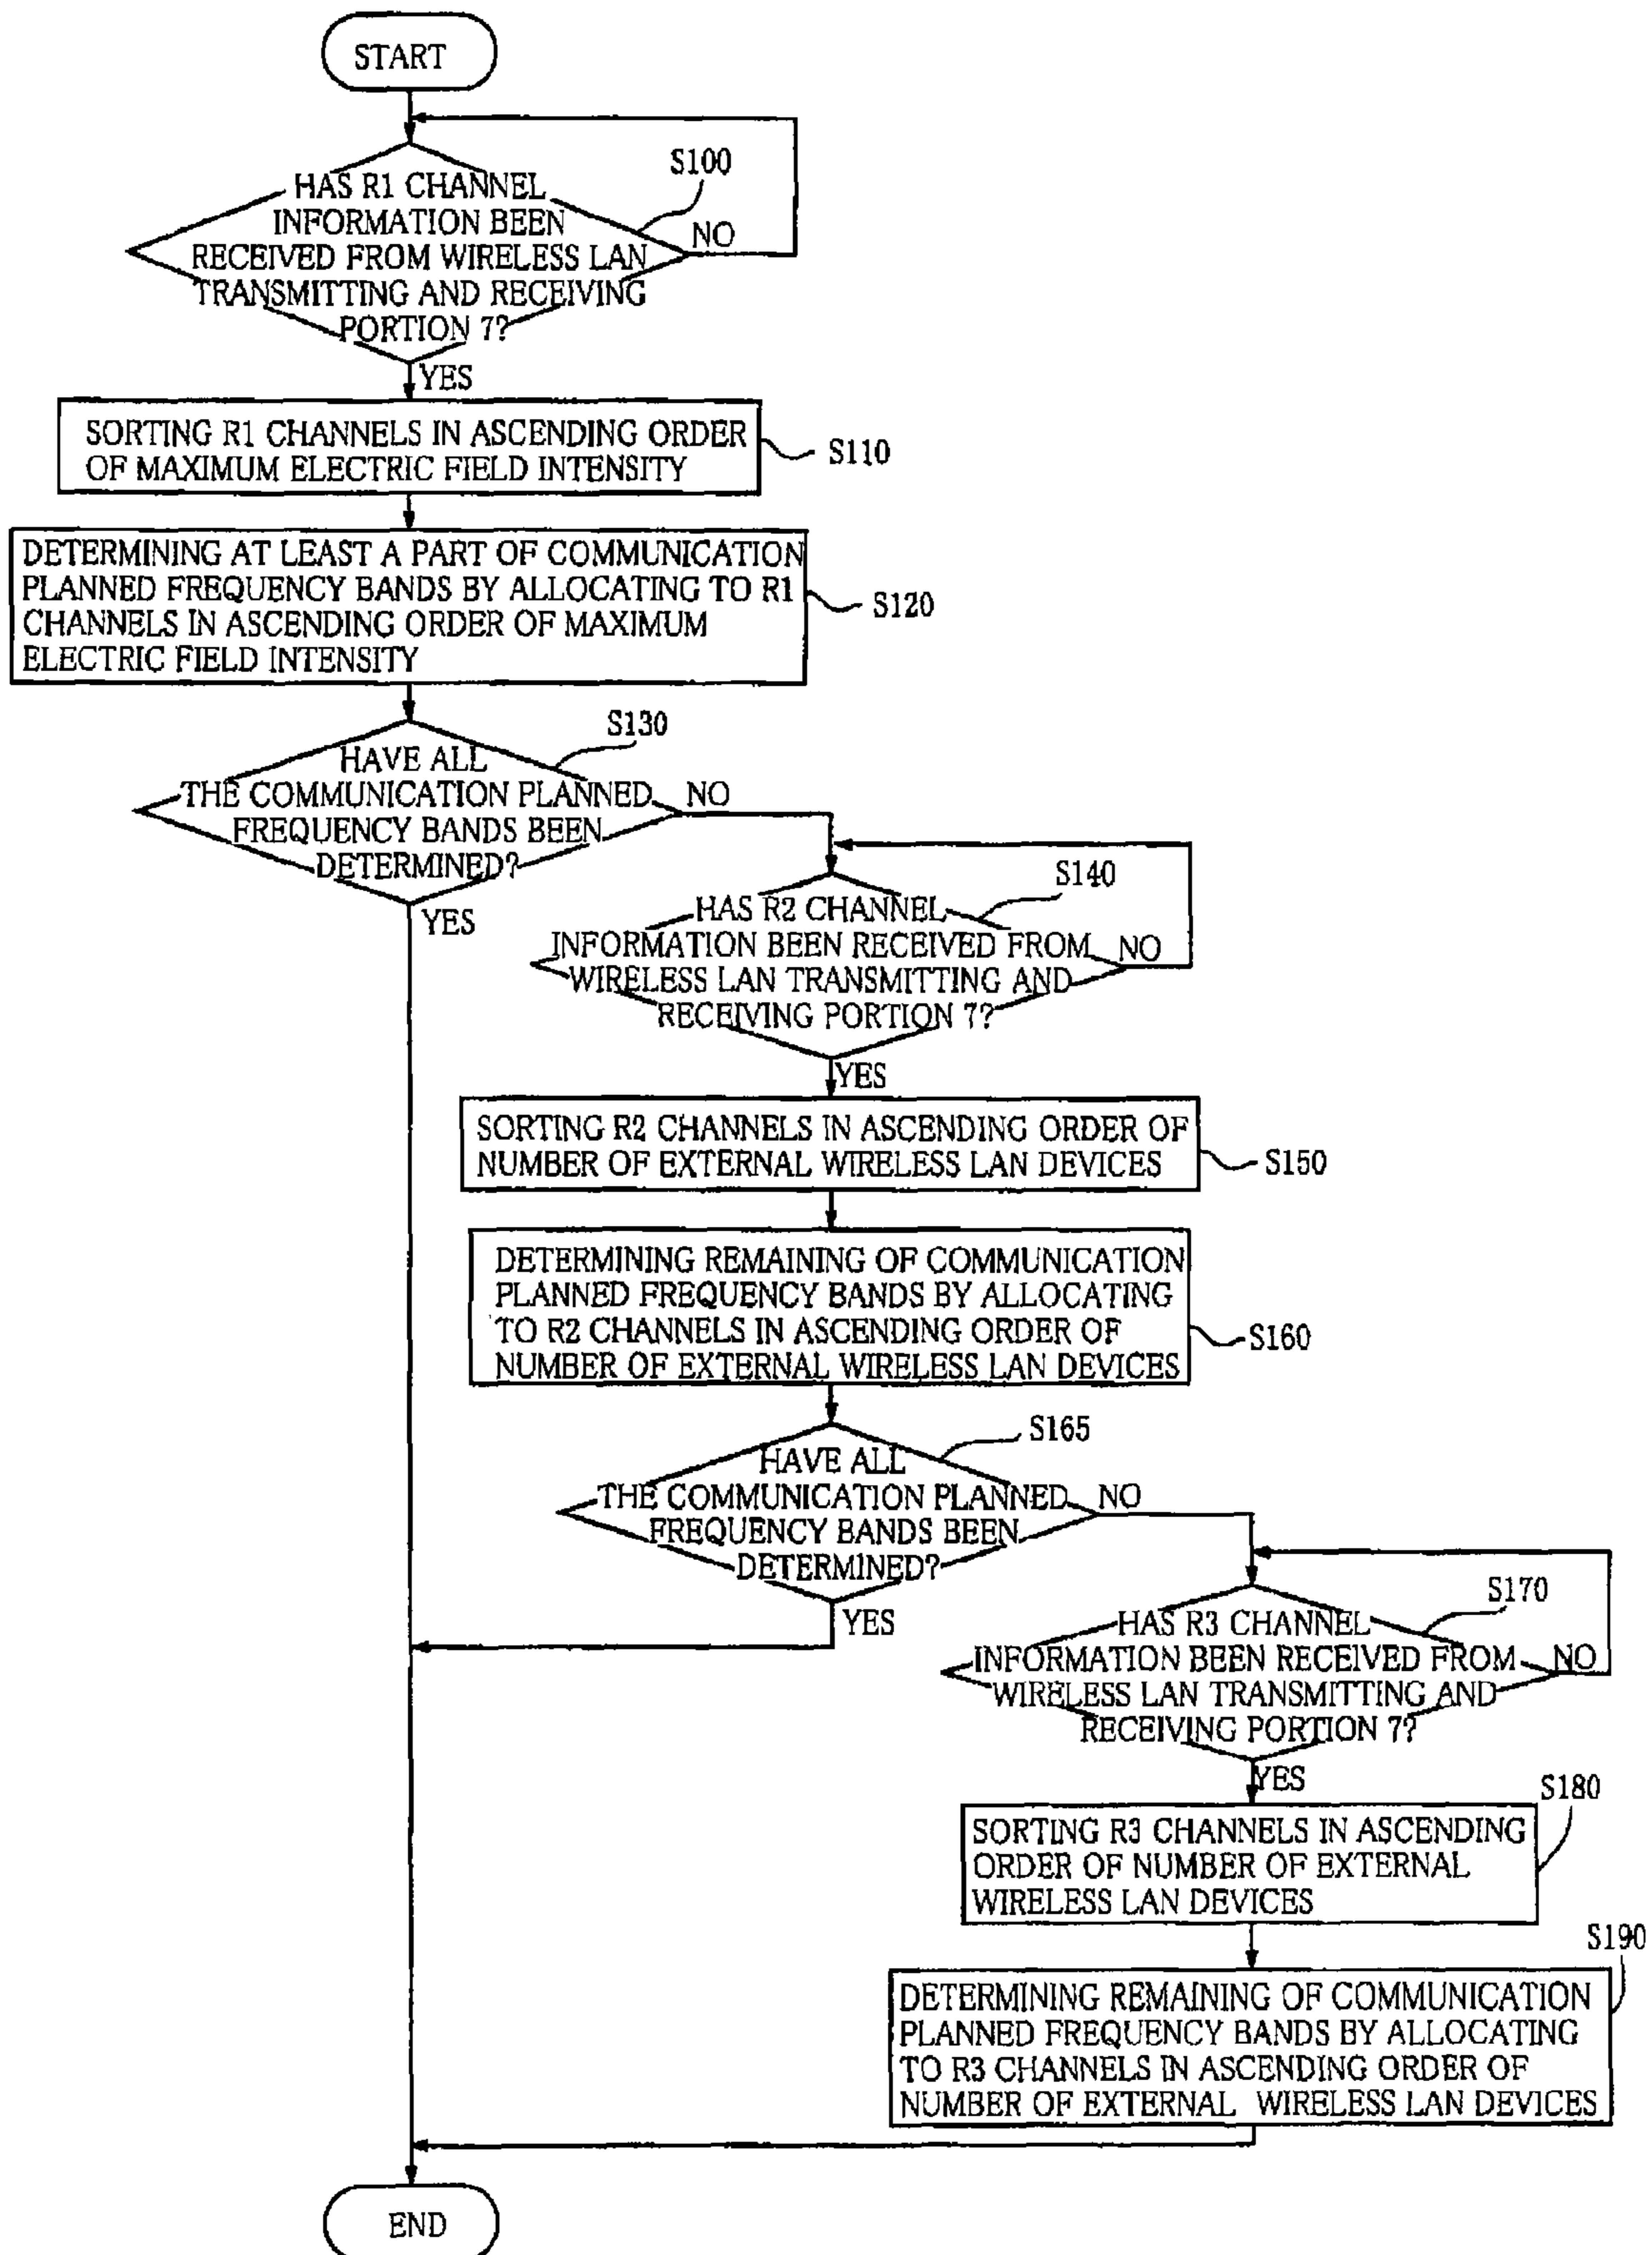 START
S100
HAS R1 CHANNEL
INFORMATION BEEN
RECEIVED FROM WIRELESS LAN
TRANSMITTING AND RECEIVING
PORTION 7?
NO
YES
SORTING R1 CHANNELS IN ASCENDING ORDER
OF MAXIMUM ELECTRIC FIELD INTENSITY
S110
DETERMINING AT LEAST A PART OF COMMUNICATION
PLANNED FREQUENCY BANDS BY ALLOCATING TO R1
CHANNELS IN ASCENDING ORDER OF MAXIMUM
ELECTRIC FIELD INTENSITY
S120
S130
HAVE ALL
THE COMMUNICATION PLANNED
FREQUENCY BANDS BEEN
DETERMINED?
NO
YES
S140
HAS R2 CHANNEL
INFORMATION BEEN RECEIVED FROM
WIRELESS LAN TRANSMITTING AND
RECEIVING PORTION 7?
NO
YES
SORTING R2 CHANNELS IN ASCENDING ORDER OF
NUMBER OF EXTERNAL WIRELESS LAN DEVICES
S150
DETERMINING REMAINING OF COMMUNICATION
PLANNED FREQUENCY BANDS BY ALLOCATING
TO R2 CHANNELS IN ASCENDING ORDER OF
NUMBER OF EXTERNAL WIRELESS LAN DEVICES
S160
S165
HAVE ALL
THE COMMUNICATION PLANNED
FREQUENCY BANDS BEEN
DETERMINED?
NO
YES
S170
HAS R3 CHANNEL
INFORMATION BEEN RECEIVED FROM
WIRELESS LAN TRANSMITTING AND
RECEIVING PORTION 7?
NO
YES
S180
SORTING R3 CHANNELS IN ASCENDING
ORDER OF NUMBER OF EXTERNAL
WIRELESS LAN DEVICES
S190
DETERMINING REMAINING OF COMMUNICATION
PLANNED FREQUENCY BANDS BY ALLOCATING
TO R3 CHANNELS IN ASCENDING ORDER OF
NUMBER OF EXTERNAL WIRELESS LAN DEVICES
END